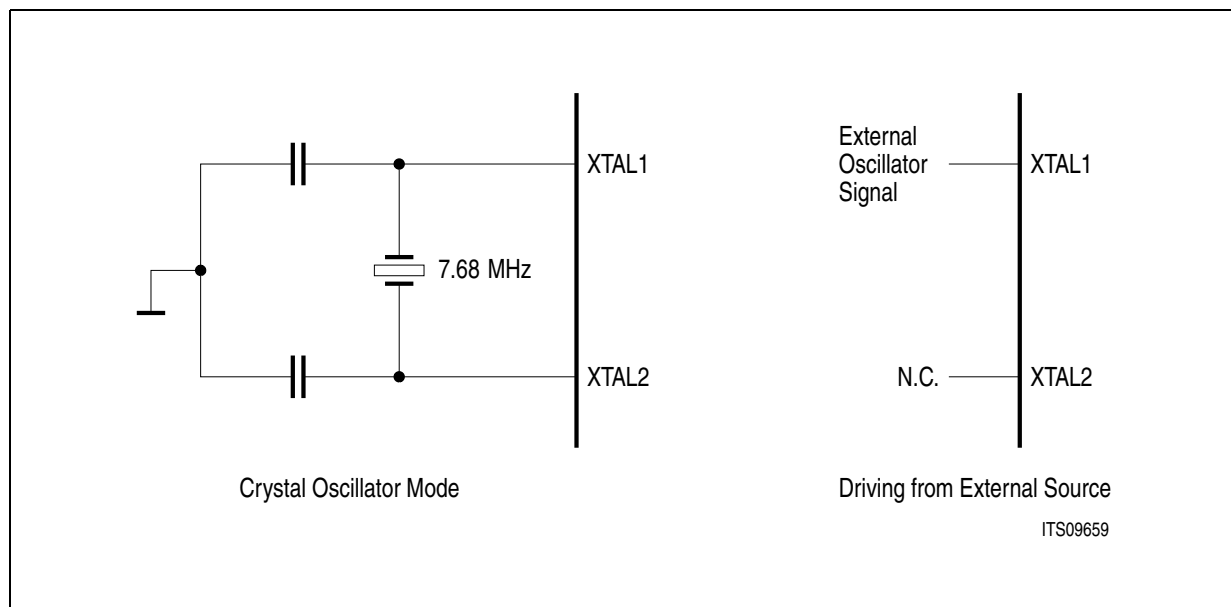 XTAL1
7.68 MHz
XTAL2
Crystal Oscillator Mode
External
Oscillator
Signal
XTAL1
N.C.
XTAL2
Driving from External Source
ITS09659